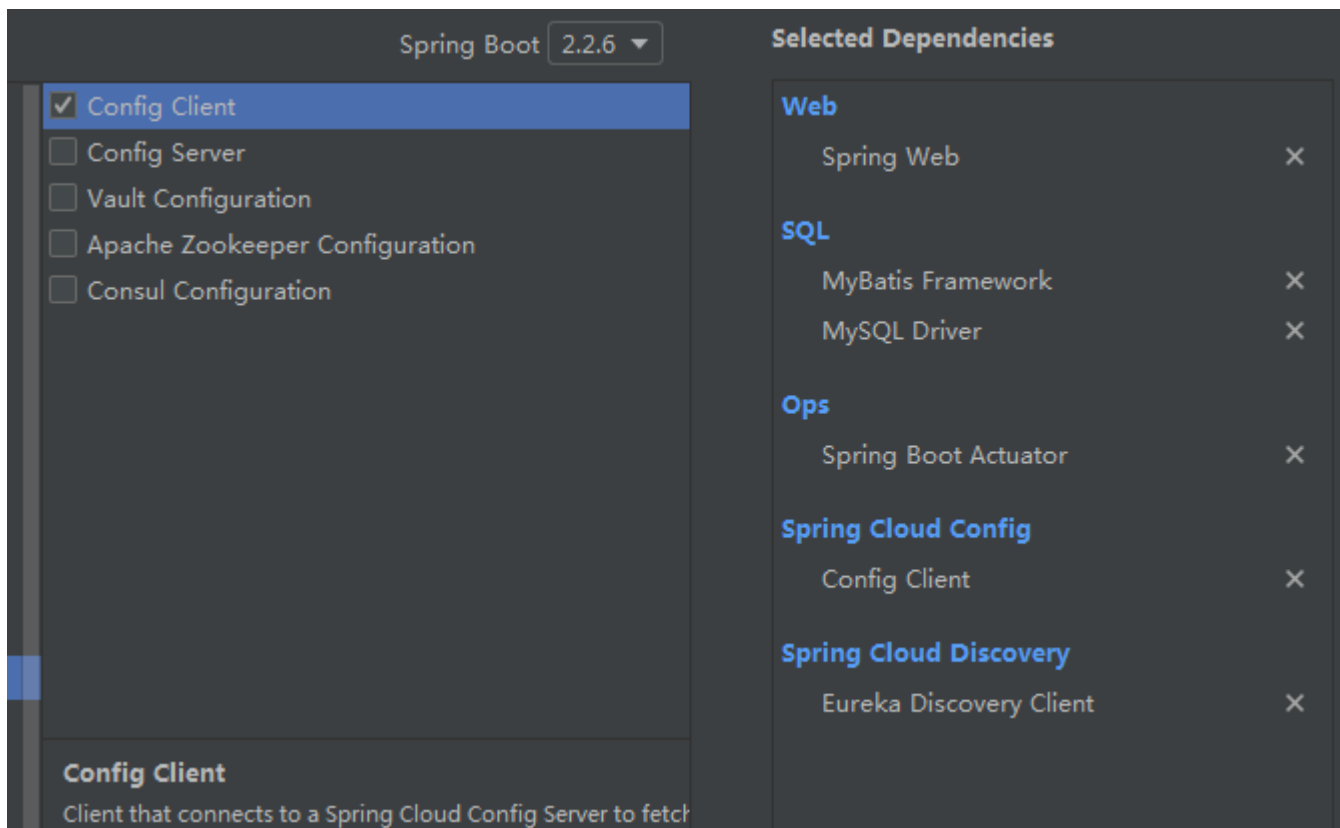 Spring Boot 2.2.6
Config Client
Config Server
Vault Configuration
Apache Zookeeper Configuration
Consul Configuration
Config Client
Client that connects to a Spring Cloud Config Server to fetch
Selected Dependencies
Web
Spring Web
SQL
MyBatis Framework
MySQL Driver
Ops
Spring Boot Actuator
Spring Cloud Config
Config Client
Spring Cloud Discovery
Eureka Discovery Client